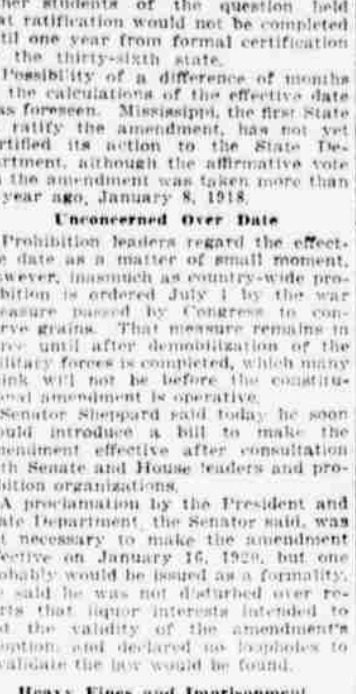 her students of the question held
at ratification would not be completed
til one year from formal certification
the thirty-sixth state.
Possiblity of a difference of months
the calculations of the effective date
as foreseen. Mississippi, the first State
ratify the amendment, has not yet
rtified its action to the State De-
rtment, although the affirmative vote
the amendment was taken more than
year ago, January 8, 1918.
Unconcerned Over Date
Prohibition leaders regard the effect-
e date as a matter of small moment,
wever, inasmuch as country-wide pro-
bition is ordered July 1 by the war
easure passed by Congress to con-
rve grains. That measure remains in
rce until after demobilization of the
ilitary forces is completed, which many
ink will not be before the constitu-
onal amendment is operative.
Senator Sheppard said today he soon
ould introduce a bill to make the
mendment effective after consultation
th Senate and House leaders and pro-
bition organizations.
A proclamation by the President and
ate Department, the Senator said, was
t necessary to make the amendment
fective on January 16, 1920, but one
obably would be issued as a formality.
said he was not disturbed over re-
rts that liquor interests intended to
the validity of the amendment's
option, and declared no loopholes to
validate the law would be found.
Heavy Fines and Imprisonment